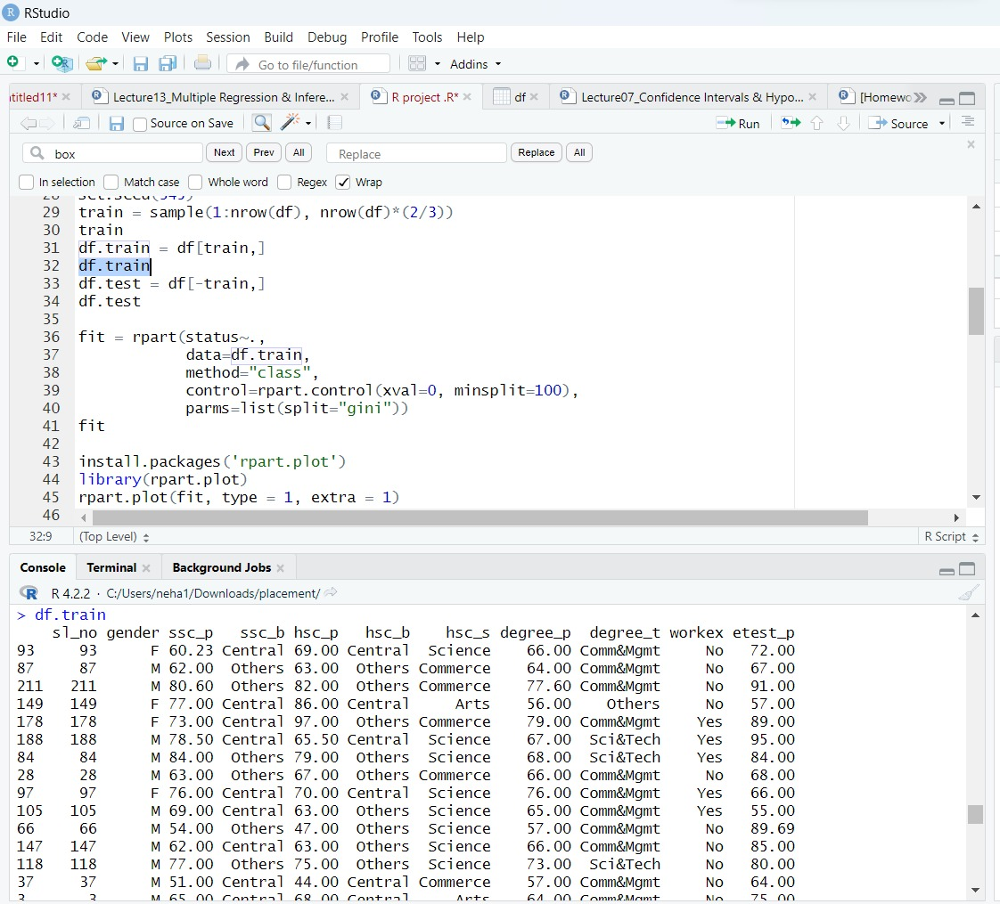 RStudio
File Edit Code View Plots Session Build Debug Profile Tools Help
Go to file/function Addins
ntitled11* Lecture13_Multiple Regression & Infere... R project .R* df Lecture07_Confidence Intervals & Hypo... [Homewo
Source on Save Run Source
box Next Prev All Replace Replace All
In selection Match case Whole word Regex Wrap
28 set.seed(345)
29 train = sample(1:nrow(df), nrow(df)*(2/3))
30 train
31 df.train = df[train,]
32 df.train
33 df.test = df[-train,]
34 df.test
35
36 fit = rpart(status~.,
37 data=df.train,
38 method="class",
39 control=rpart.control(xval=0, minsplit=100),
40 parms=list(split="gini"))
41 fit
42
43 install.packages('rpart.plot')
44 library(rpart.plot)
45 rpart.plot(fit, type = 1, extra = 1)
46
32:9 (Top Level) R Script
Console Terminal Background Jobs
R 4.2.2 · C:/Users/neha1/Downloads/placement/
> df.train
sl_no gender ssc_p ssc_b hsc_p hsc_b hsc_s degree_p degree_t workex etest_p
93 93 F 60.23 Central 69.00 Central Science 66.00 Comm&Mgmt No 72.00
87 87 M 62.00 Others 63.00 Others Commerce 64.00 Comm&Mgmt No 67.00
211 211 M 80.60 Others 82.00 Others Commerce 77.60 Comm&Mgmt No 91.00
149 149 F 77.00 Central 86.00 Central Arts 56.00 Others No 57.00
178 178 F 73.00 Central 97.00 Others Commerce 79.00 Comm&Mgmt Yes 89.00
188 188 M 78.50 Central 65.50 Central Science 67.00 Sci&Tech Yes 95.00
84 84 M 84.00 Others 79.00 Others Science 68.00 Sci&Tech Yes 84.00
28 28 M 63.00 Others 67.00 Others Commerce 66.00 Comm&Mgmt No 68.00
97 97 F 76.00 Central 70.00 Central Science 76.00 Comm&Mgmt Yes 66.00
105 105 M 69.00 Central 63.00 Others Science 65.00 Comm&Mgmt Yes 55.00
66 66 M 54.00 Others 47.00 Others Science 57.00 Comm&Mgmt No 89.69
147 147 M 62.00 Central 63.00 Others Science 66.00 Comm&Mgmt No 85.00
118 118 M 77.00 Others 75.00 Others Science 73.00 Sci&Tech No 80.00
37 37 M 51.00 Central 44.00 Central Commerce 57.00 Comm&Mgmt No 64.00
3 3 M 65.00 Central 68.00 Central Arts 64.00 Comm&Mgmt No 75.00